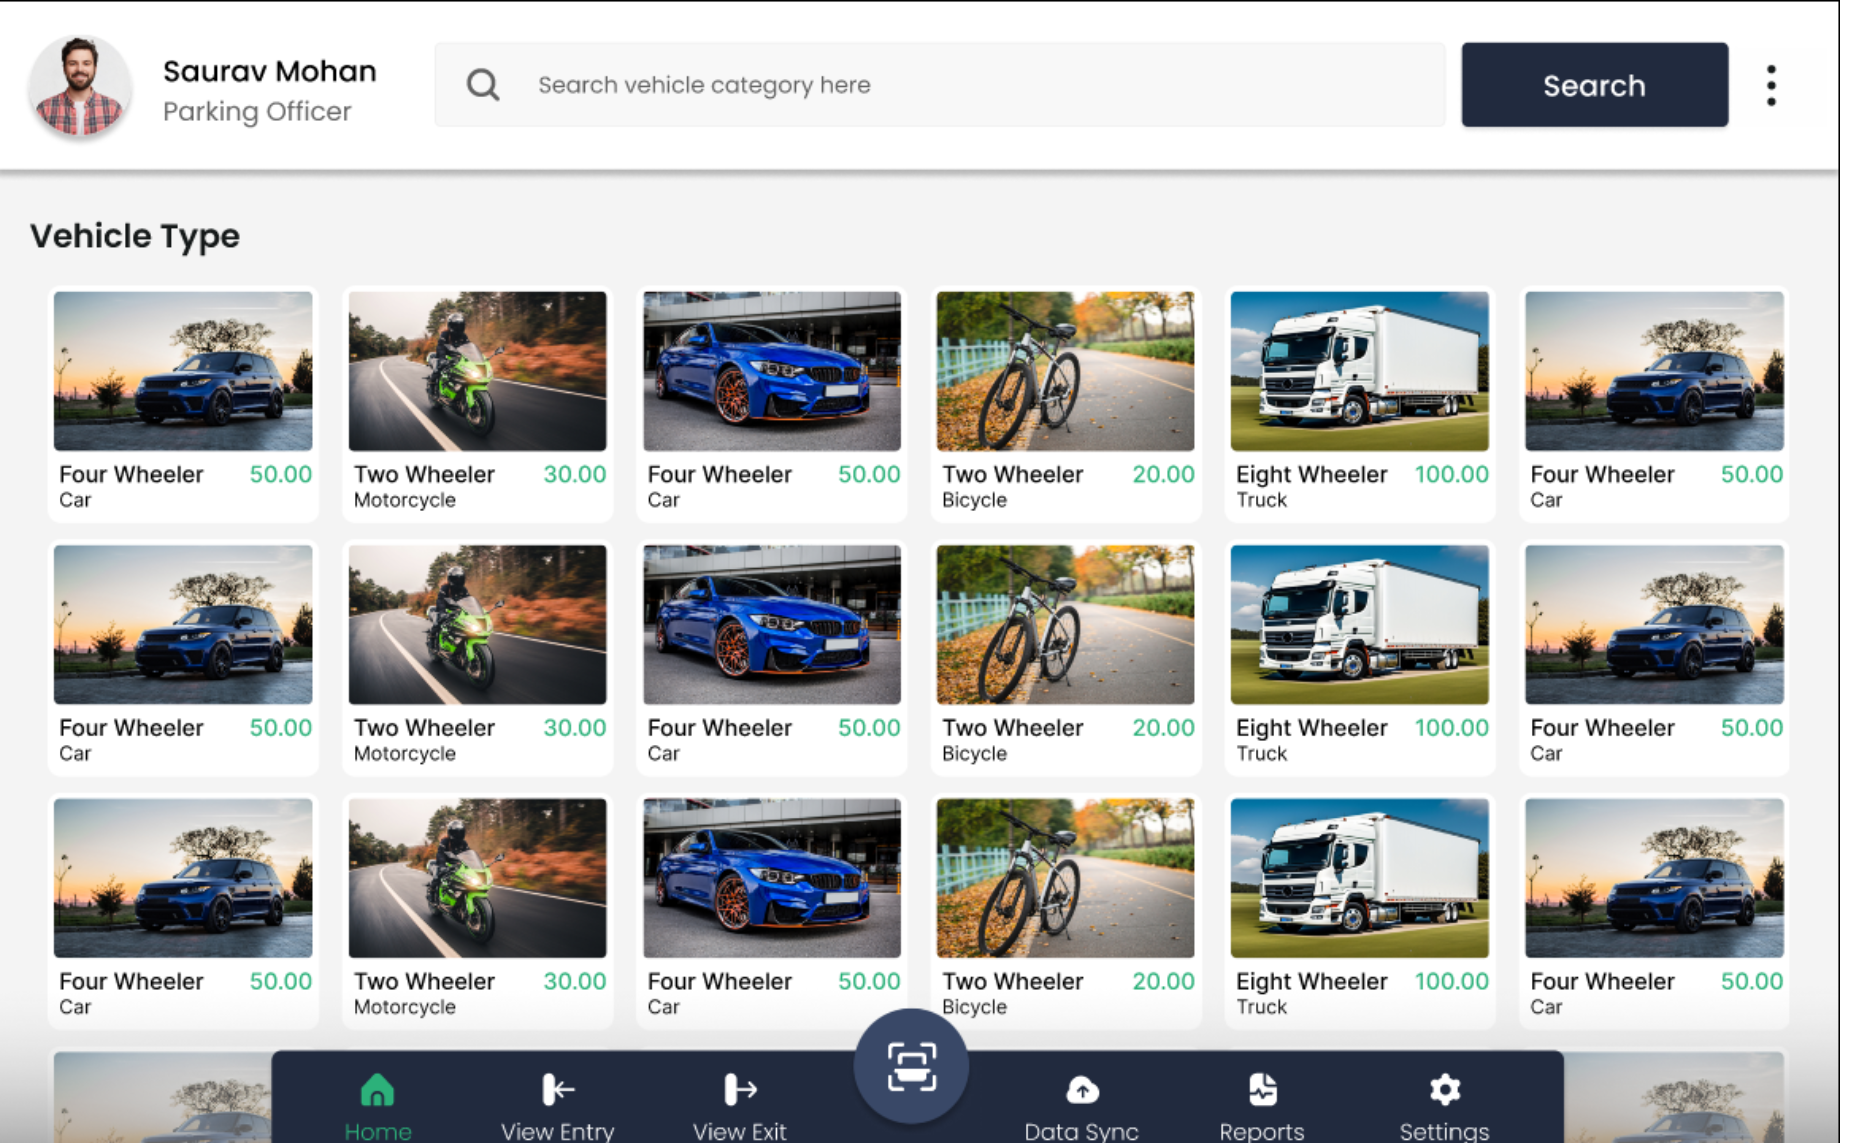 Saurav Mohan
Parking Officer
Search vehicle category here
Search
Vehicle Type
Four Wheeler 50.00
Car
Two Wheeler 30.00
Motorcycle
Four Wheeler 50.00
Car
Two Wheeler 20.00
Bicycle
Eight Wheeler 100.00
Truck
Four Wheeler 50.00
Car
Four Wheeler 50.00
Car
Two Wheeler 30.00
Motorcycle
Four Wheeler 50.00
Car
Two Wheeler 20.00
Bicycle
Eight Wheeler 100.00
Truck
Four Wheeler 50.00
Car
Four Wheeler 50.00
Car
Two Wheeler 30.00
Motorcycle
Four Wheeler 50.00
Car
Two Wheeler 20.00
Bicycle
Eight Wheeler 100.00
Truck
Four Wheeler 50.00
Car
Home
View Entry
View Exit
Data Sync
Reports
Settings